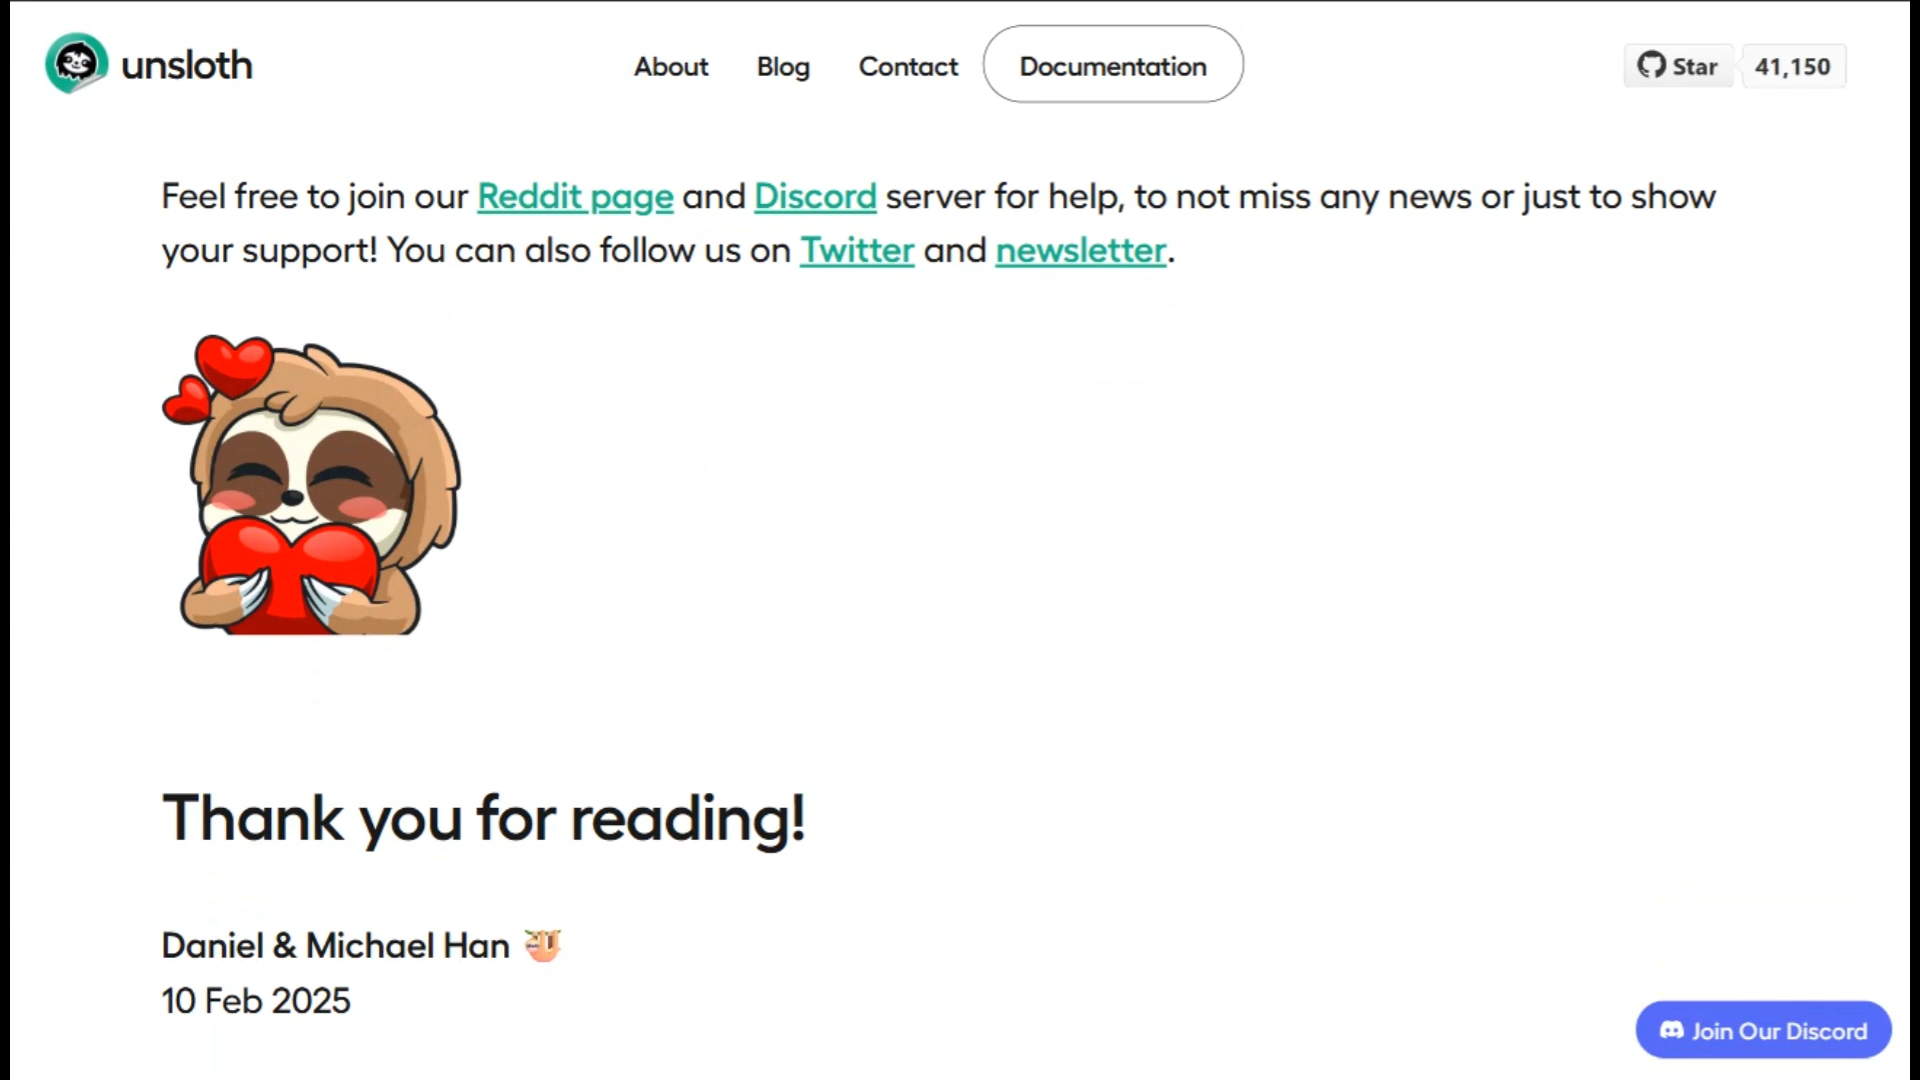 unsloth
About
Blog
Contact
Documentation
Star
41,150
Feel free to join our Reddit page and Discord server for help, to not miss any news or just to show
your support! You can also follow us on Twitter and newsletter.
Thank you for reading!
Daniel & Michael Han 🦥
10 Feb 2025
Join Our Discord